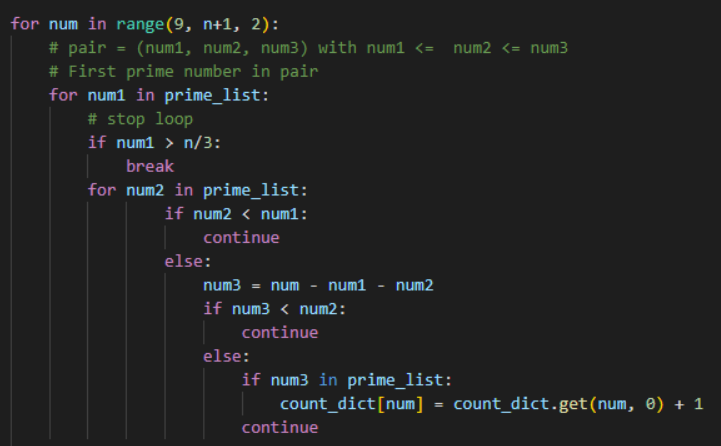 for num in range(9, n+1, 2):
    # pair = (num1, num2, num3) with num1 <=  num2 <= num3
    # First prime number in pair
    for num1 in prime_list:
        # stop loop
        if num1 > n/3:
            break
        for num2 in prime_list:
                if num2 < num1:
                    continue
                else:
                    num3 = num - num1 - num2
                    if num3 < num2:
                        continue
                    else:
                        if num3 in prime_list:
                            count_dict[num] = count_dict.get(num, 0) + 1
                        continue